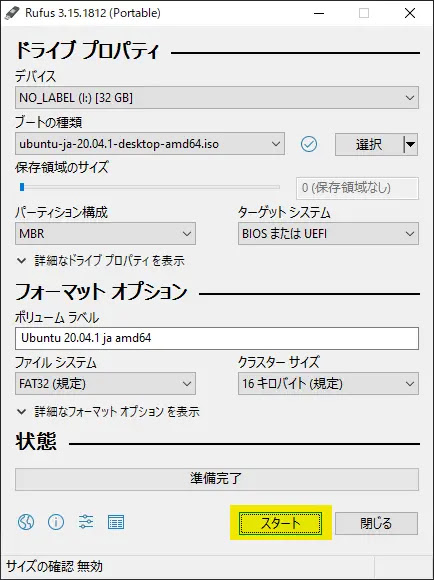 Rufus 3.15.1812 (Portable)
ドライブ プロパティ
デバイス
NO_LABEL (I:) [32 GB]
ブートの種類
ubuntu-ja-20.04.1-desktop-amd64.iso
選択
保存領域のサイズ
0 (保存領域なし)
パーティション構成
ターゲット システム
MBR
BIOS または UEFI
詳細なドライブ プロパティを表示
フォーマット オプション
ボリューム ラベル
Ubuntu 20.04.1 ja amd64
ファイル システム
クラスター サイズ
FAT32 (規定)
16 キロバイト (規定)
詳細なフォーマット オプション を表示
状態
準備完了
スタート
閉じる
サイズの確認 無効